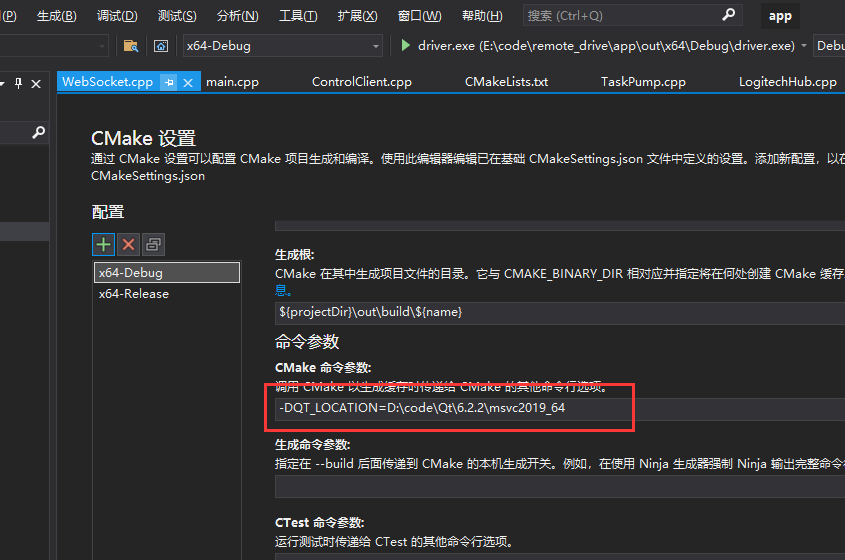 (P) 生成(B) 调试(D) 测试(S) 分析(N) 工具(T) 扩展(X) 窗口(W) 帮助(H) 搜索 (Ctrl+Q) app
x64-Debug driver.exe (E:\code\remote_drive\app\out\x64\Debug\driver.exe) Debu
WebSocket.cpp main.cpp ControlClient.cpp CMakeLists.txt TaskPump.cpp LogitechHub.cpp
CMake 设置
通过 CMake 设置可以配置 CMake 项目生成和编译。使用此编辑器编辑已在基础 CMakeSettings.json 文件中定义的设置。添加新配置，以在
CMakeSettings.json
配置
x64-Debug
x64-Release
生成根:
CMake 在其中生成项目文件的目录。它与 CMAKE_BINARY_DIR 相对应并指定将在何处创建 CMake 缓存
息。
${projectDir}\out\build\${name}
命令参数
CMake 命令参数:
调用 CMake 以生成缓存时传递给 CMake 的其他命令行选项。
-DQT_LOCATION=D:\code\Qt\6.2.2\msvc2019_64
生成命令参数:
指定在 --build 后面传递到 CMake 的本机生成开关。例如，在使用 Ninja 生成器强制 Ninja 输出完整命令行
CTest 命令参数:
运行测试时传递给 CTest 的其他命令行选项。